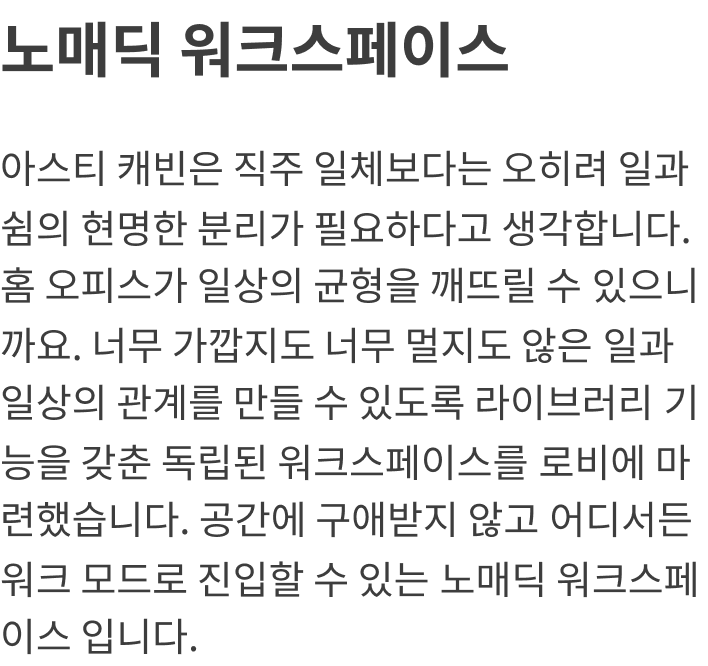 노매딕 워크스페이스
아스티 캐빈은 직주 일체보다는 오히려 일과
쉼의 현명한 분리가 필요하다고 생각합니다.
홈 오피스가 일상의 균형을 깨뜨릴 수 있으니
까요. 너무 가깝지도 너무 멀지도 않은 일과
일상의 관계를 만들 수 있도록 라이브러리 기
능을 갖춘 독립된 워크스페이스를 로비에 마
련했습니다. 공간에 구애받지 않고 어디서든
워크 모드로 진입할 수 있는 노매딕 워크스페
이스 입니다.